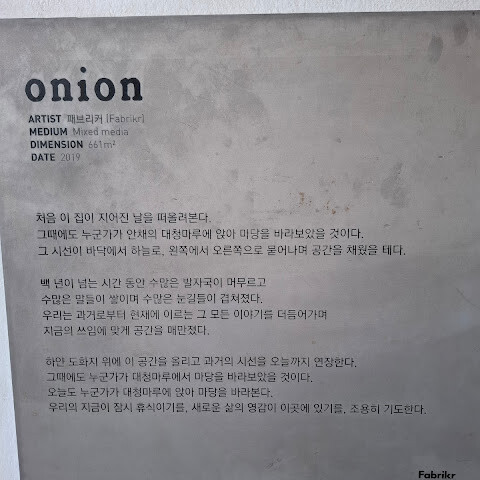 onion
ARTiST 패브리커 [Fabrikr]
MEDIUM Mixed media
DIMENSION 661m²
DATE 2019
처음 이 집이 지어진 날을 떠올려본다.
그때에도 누군가가 안채의 대청마루에 앉아 마당을 바라보았을 것이다.
그 시선이 바닥에서 하늘로, 왼쪽에서 오른쪽으로 묻어나며 공간을 채웠을 테다.
백 년이 넘는 시간 동안 수많은 발자국이 머무르고
수많은 말들이 쌓이며 수많은 눈길들이 겹쳐졌다.
우리는 과거로부터 현재에 이르는 그 모든 이야기를 더듬어가며
지금의 쓰임에 맞게 공간을 매만졌다.
하얀 도화지 위에 이 공간을 올리고 과거의 시선을 오늘까지 연장한다.
그때에도 누군가가 대청마루에서 마당을 바라보았을 것이다.
오늘도 누군가가 대청마루에 앉아 마당을 바라본다.
우리의 지금이 잠시 휴식이기를, 새로운 삶의 영감이 이곳에 있기를, 조용히 기도한다.
Fabrikr